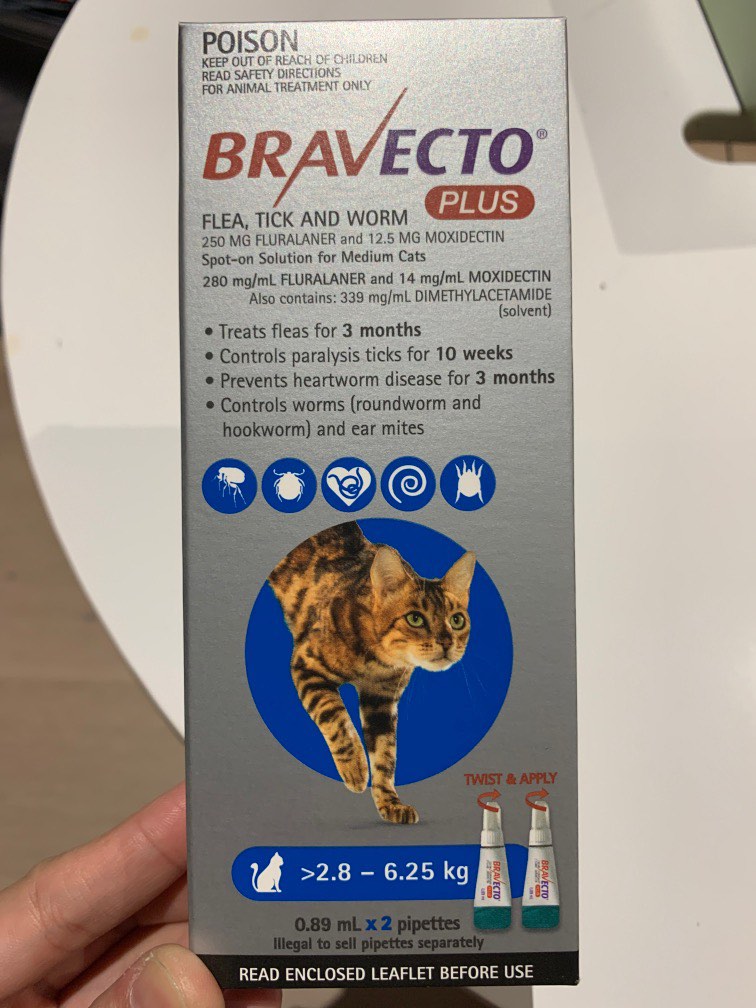 POISON
KEEP OUT OF REACH OF CHILDREN
READ SAFETY DIRECTIONS
FOR ANIMAL TREATMENT ONLY
BRAVECTO®
PLUS
FLEA, TICK AND WORM
250 MG FLURALANER and 12.5 MG MOXIDECTIN
Spot-on Solution for Medium Cats
280 mg/mL FLURALANER and 14 mg/mL MOXIDECTIN
Also contains: 339 mg/mL DIMETHYLACETAMIDE
(solvent)
• Treats fleas for 3 months
• Controls paralysis ticks for 10 weeks
• Prevents heartworm disease for 3 months
• Controls worms (roundworm and
hookworm) and ear mites
TWIST & APPLY
>2.8 – 6.25 kg
BRAVECTO
BRAVECTO
0.89 mL x 2 pipettes
Illegal to sell pipettes separately
READ ENCLOSED LEAFLET BEFORE USE